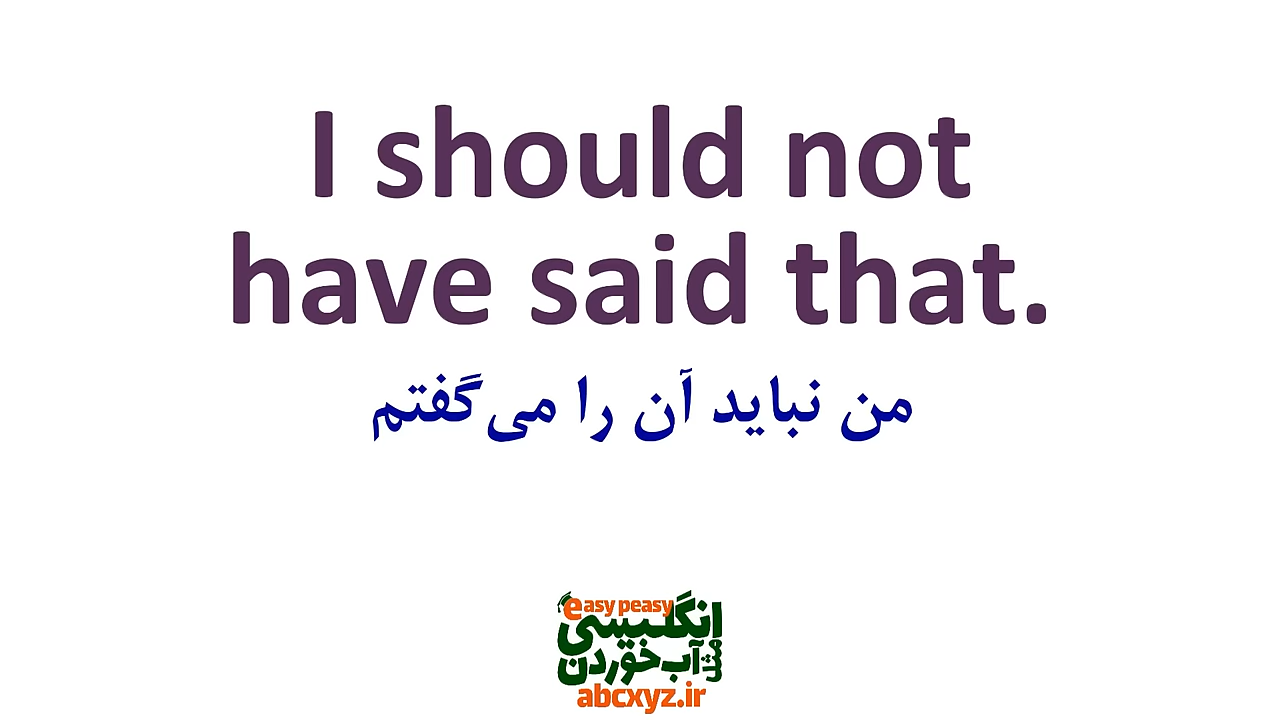 I should not
have said that.
من نباید آن را می‌گفتم
easy peasy
انگلیسی
مثل آب خوردن
abcxyz.ir